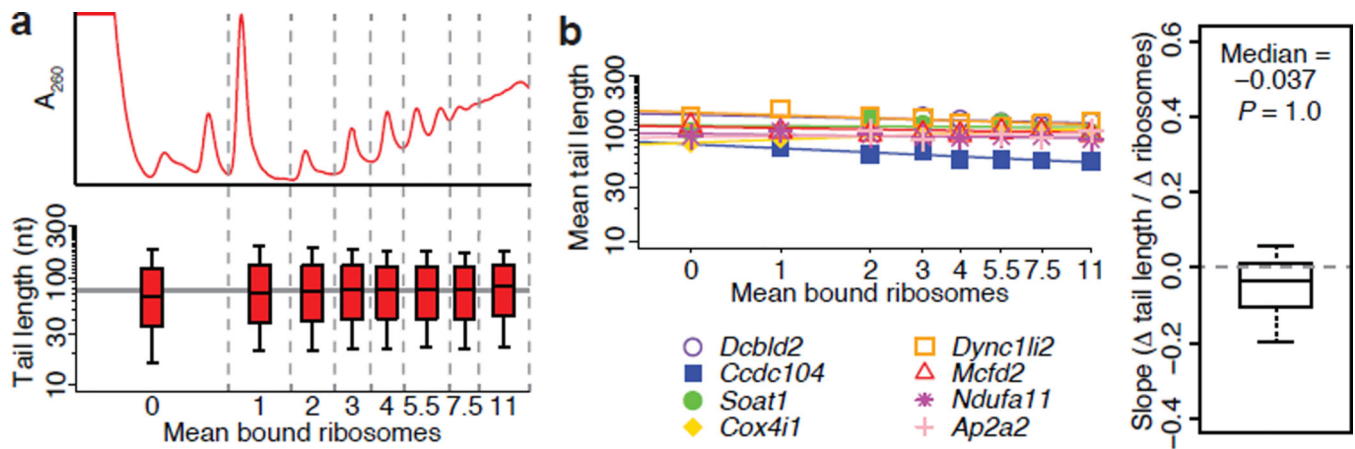 a
A260
Tail length (nt)
300
100
30
10
0 1 2 3 4 5.5 7.5 11
Mean bound ribosomes
b
Mean tail length
300
100
30
10
0 1 2 3 4 5.5 7.5 11
Mean bound ribosomes
Dcbld2
Ccdc104
Soat1
Cox4i1
Dync1li2
Mcfd2
Ndufa11
Ap2a2
Slope (Δ tail length / Δ ribosomes)
0.6
0.4
0.2
0.0
−0.2
−0.4
Median =
−0.037
P = 1.0